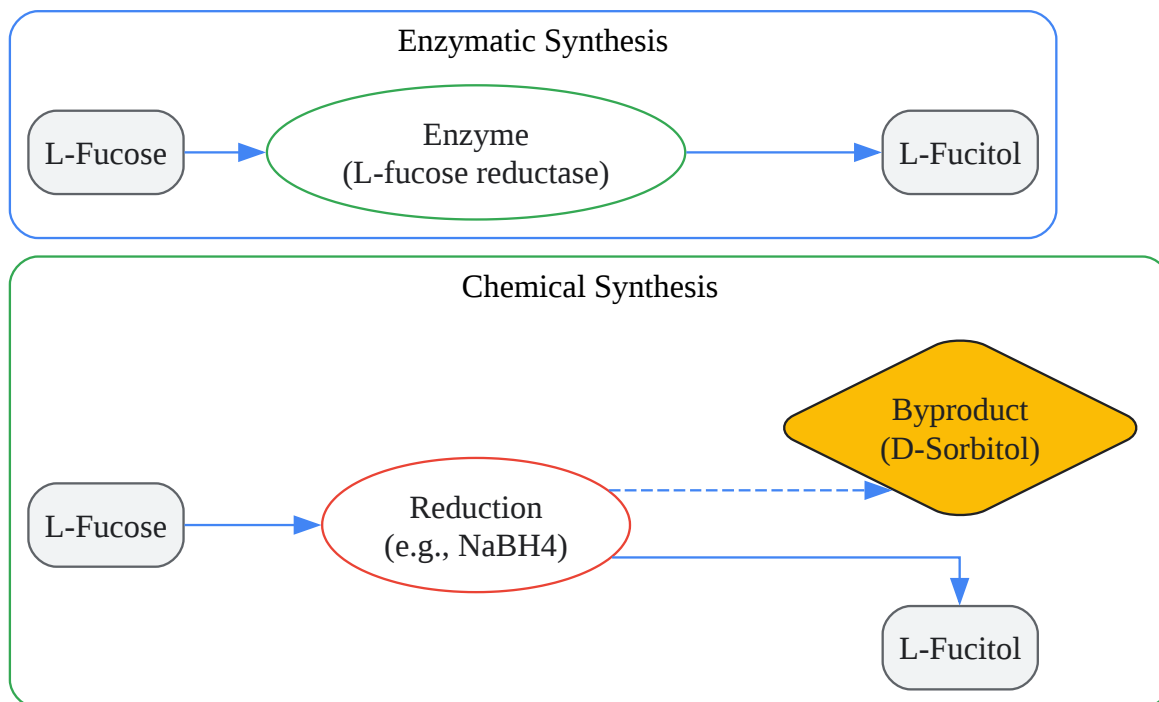 Enzymatic Synthesis
L-Fucose
Enzyme
(L-fucose reductase)
L-Fucitol
Chemical Synthesis
Byproduct
(D-Sorbitol)
L-Fucose
Reduction
(e.g., NaBH4)
L-Fucitol